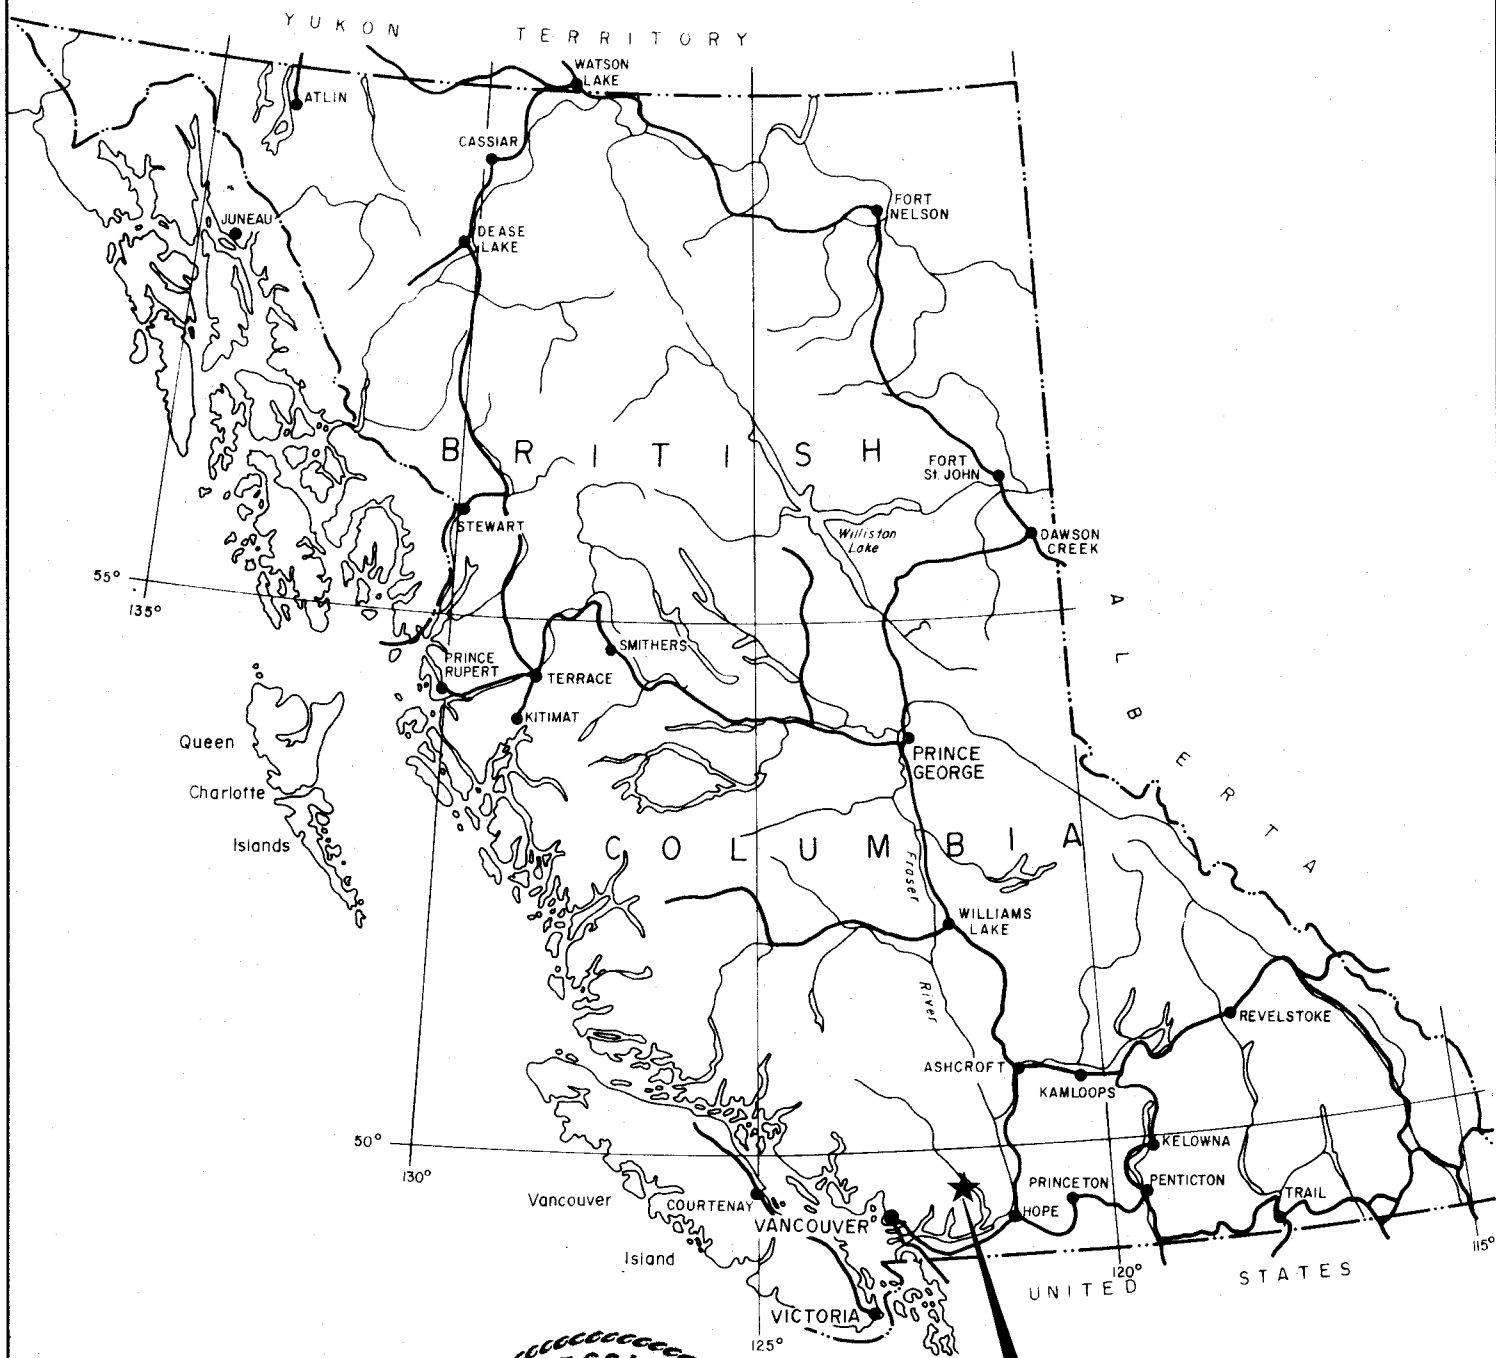 YUKON TERRITORY
WATSON
LAKE
ATLIN
CASSIAR
JUNEAU
FORT
NELSON
DEASE
LAKE
BRITISH
FORT
St. JOHN
STEWART
Williston
Lake
DAWSON
CREEK
55°
135°
ALBERTA
PRINCE
RUPERT
SMITHERS
TERRACE
KITIMAT
Queen
Charlotte
Islands
PRINCE
GEORGE
COLUMBIA
Fraser
River
WILLIAMS
LAKE
REVELSTOKE
ASHCROFT
KAMLOOPS
50°
130°
KELOWNA
Vancouver
Island
COURTENAY
PRINCETON
PENTICTON
TRAIL
VANCOUVER
HOPE
120°
115°
UNITED STATES
VICTORIA
125°